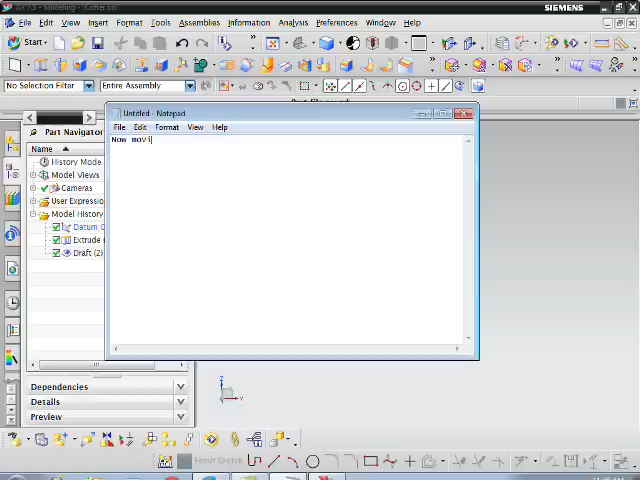 NX 7.5 - Modeling - [Cotter.prt
SIEMENS
File Edit View Insert Format Tools Assemblies Information Analysis Preferences Window Help
Start
No Selection Filter Entire Assembly
Untitled - Notepad
File Edit Format View Help
Now movi
Part Navigator
Name
History Mode
Model Views
Cameras
User Expression
Model History
Datum C
Extrude
Draft (2)
Dependencies
Details
Preview
Z
Y
Finish Sketch